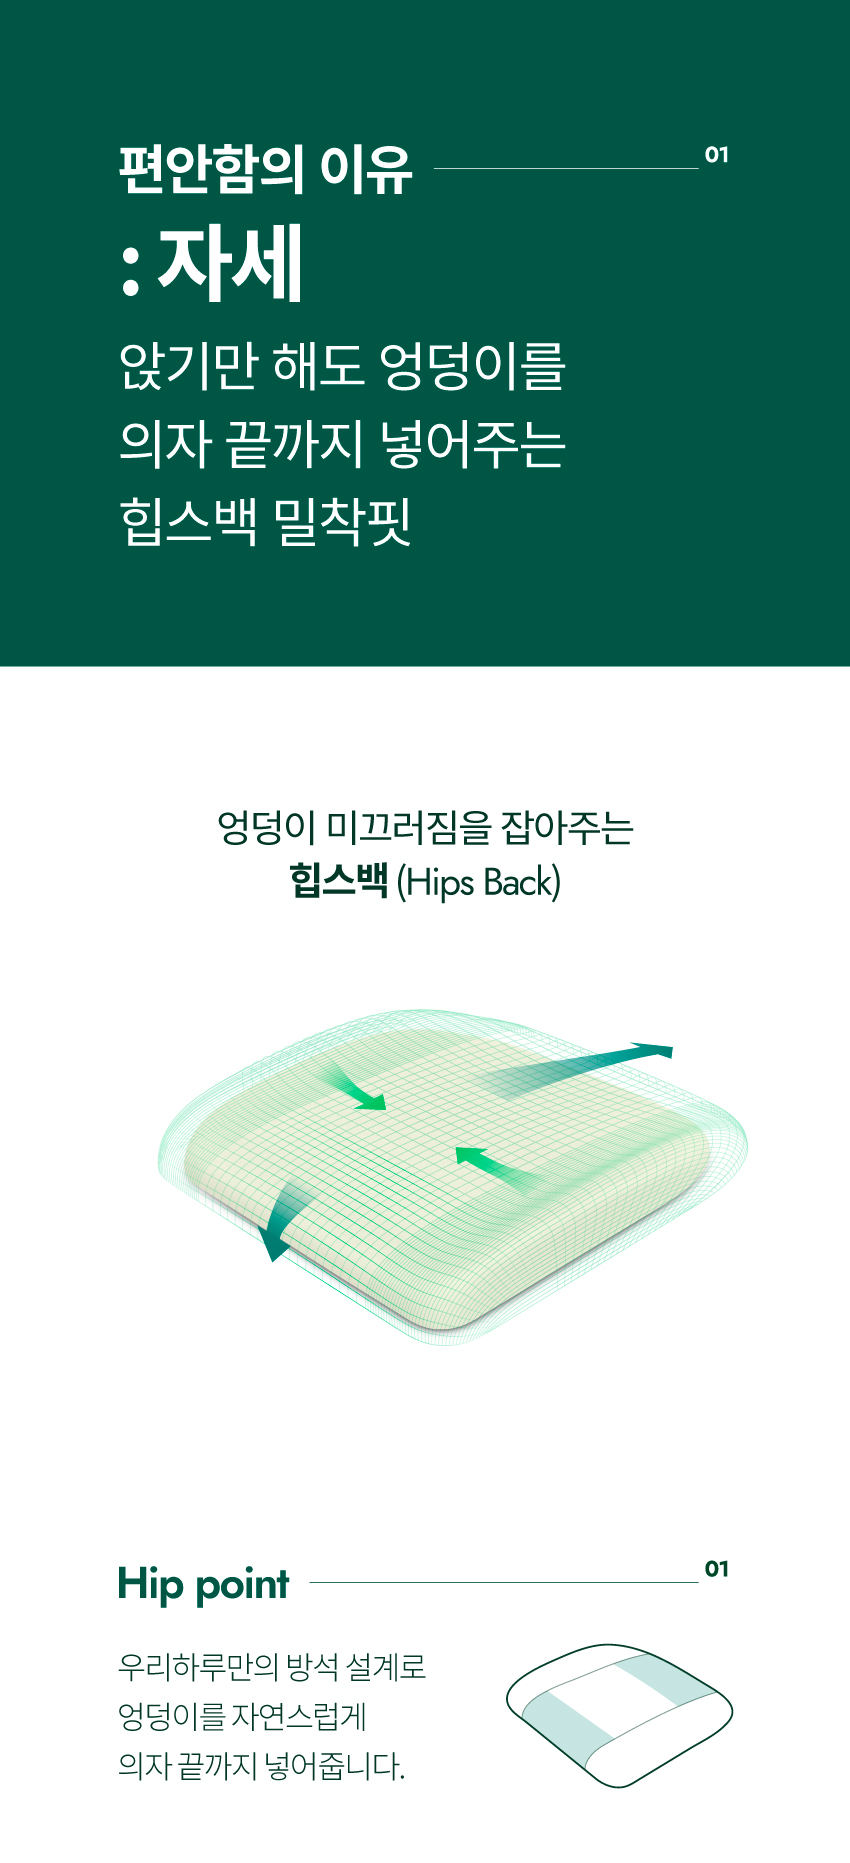 편안함의 이유
01
: 자세
앉기만 해도 엉덩이를
의자 끝까지 넣어주는
힙스백 밀착핏
엉덩이 미끄러짐을 잡아주는
힙스백 (Hips Back)
Hip point
01
우리하루만의 방석 설계로
엉덩이를 자연스럽게
의자 끝까지 넣어줍니다.